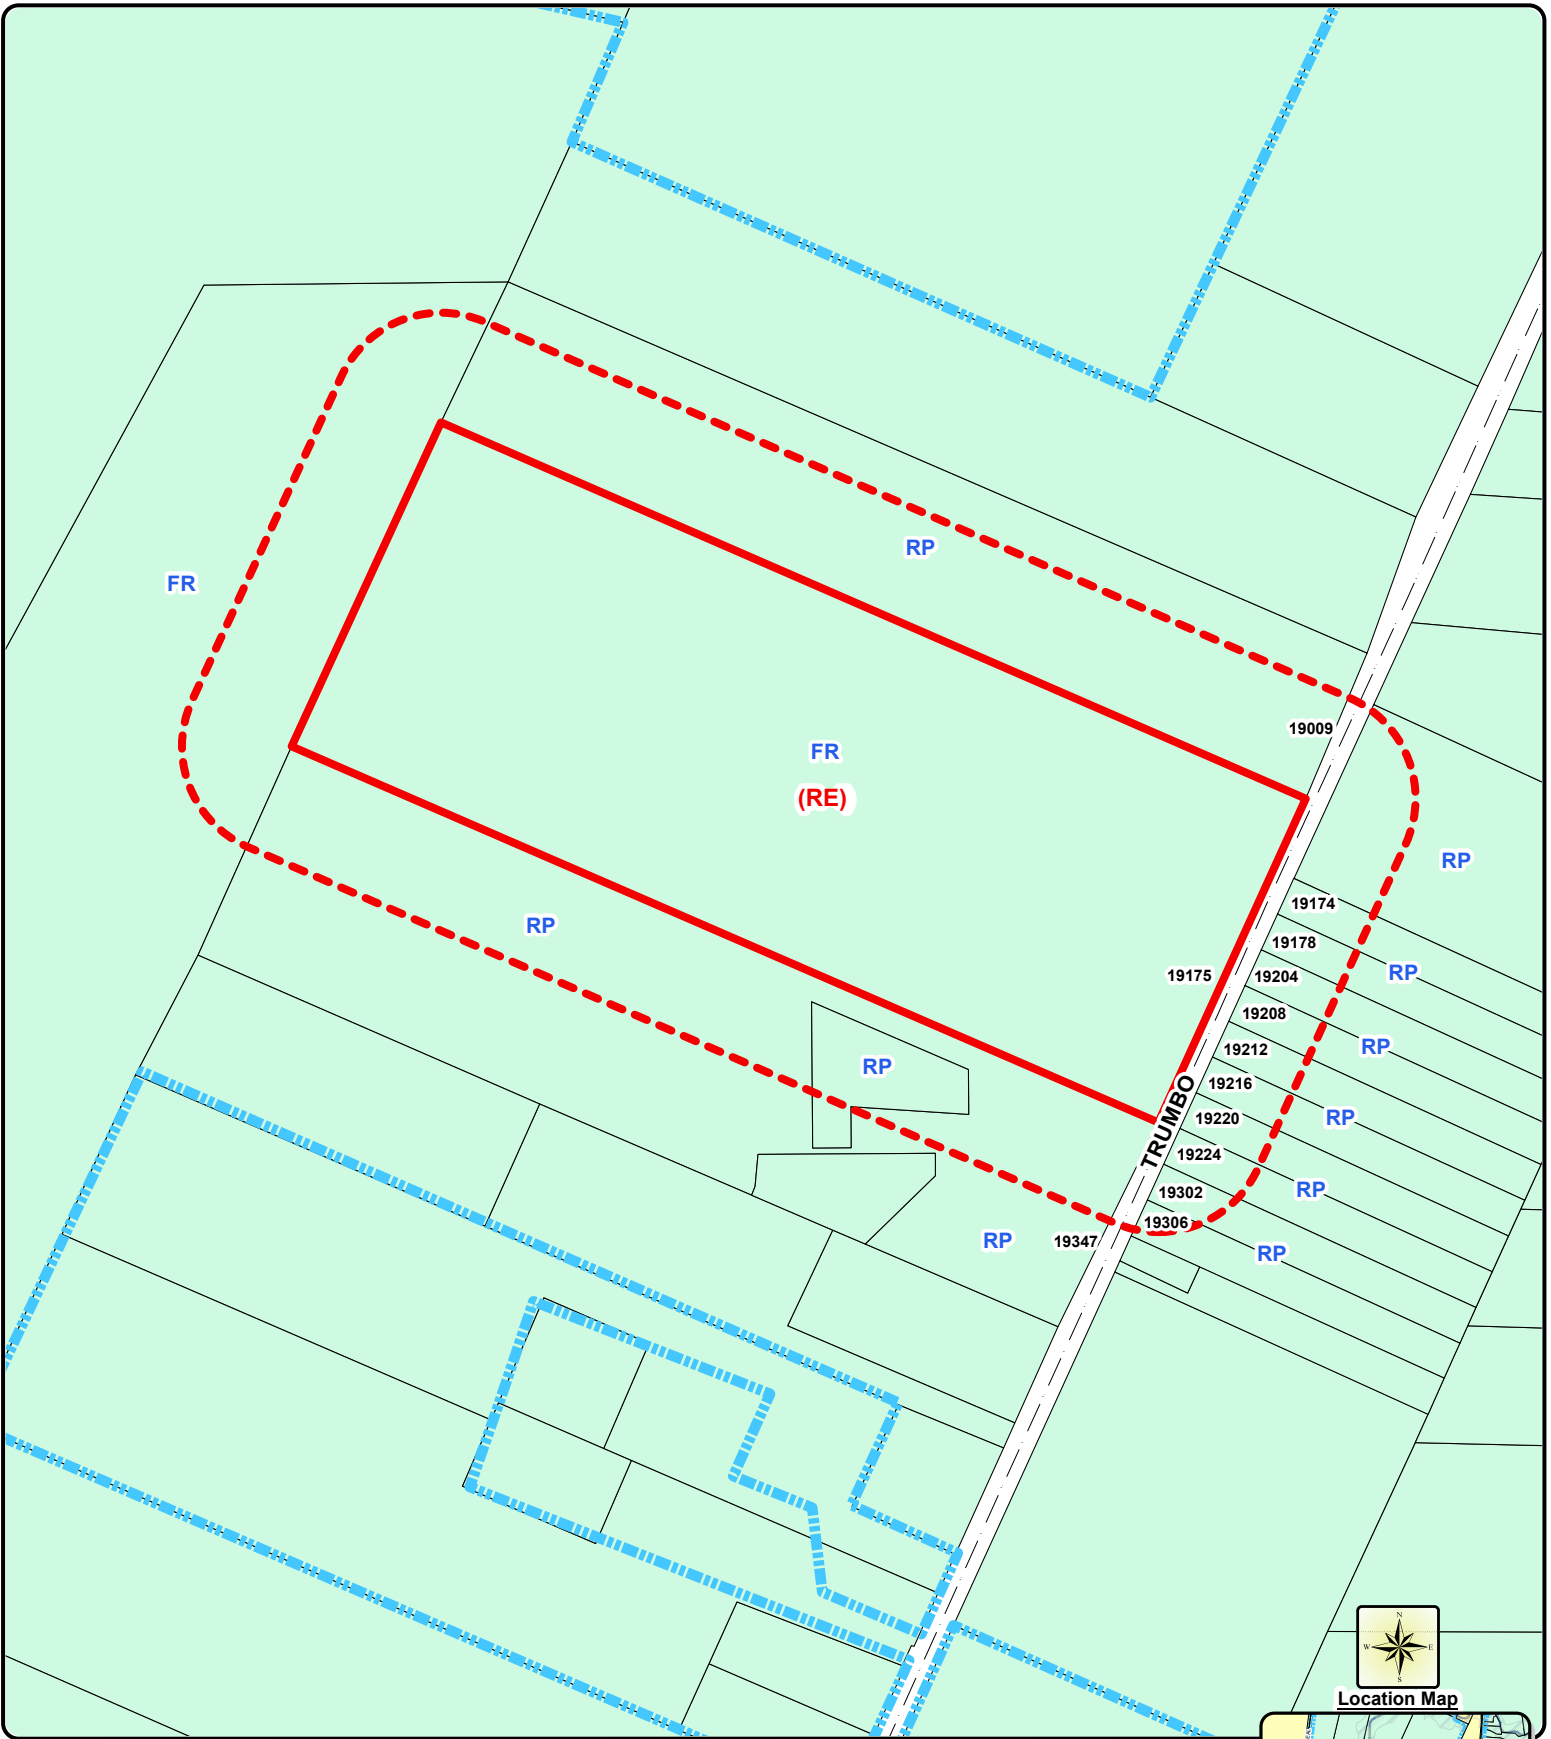 RP
FR
19009
FR
(RE)
RP
19174
RP
19178
RP
19175
19204
19208
19212
RP
RP
19216
19220
RP
TRUMBO
19224
19302
RP
19306
RP
19347
RP
N
W
E
S
Location Map